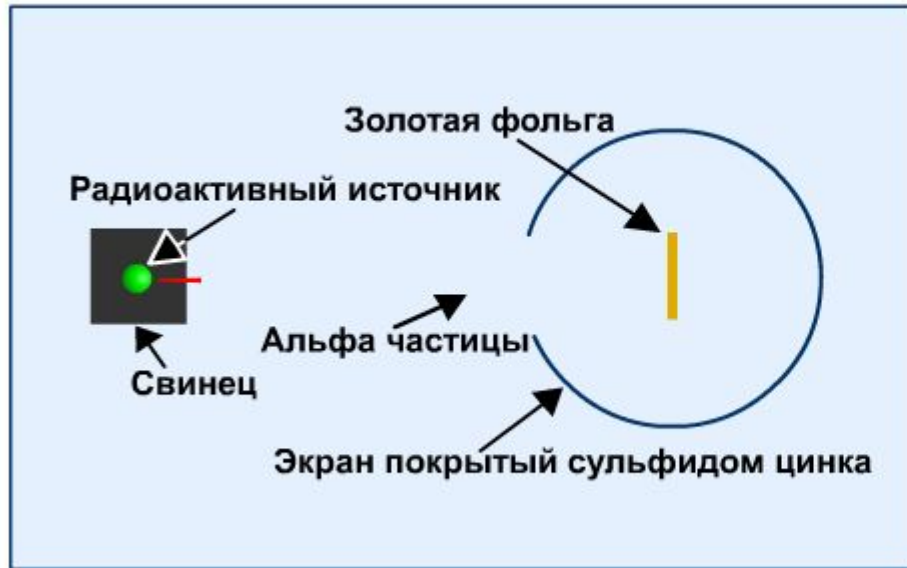 Золотая фольга
Радиоактивный источник
Альфа частицы
Свинец
Экран покрытый сульфидом цинка